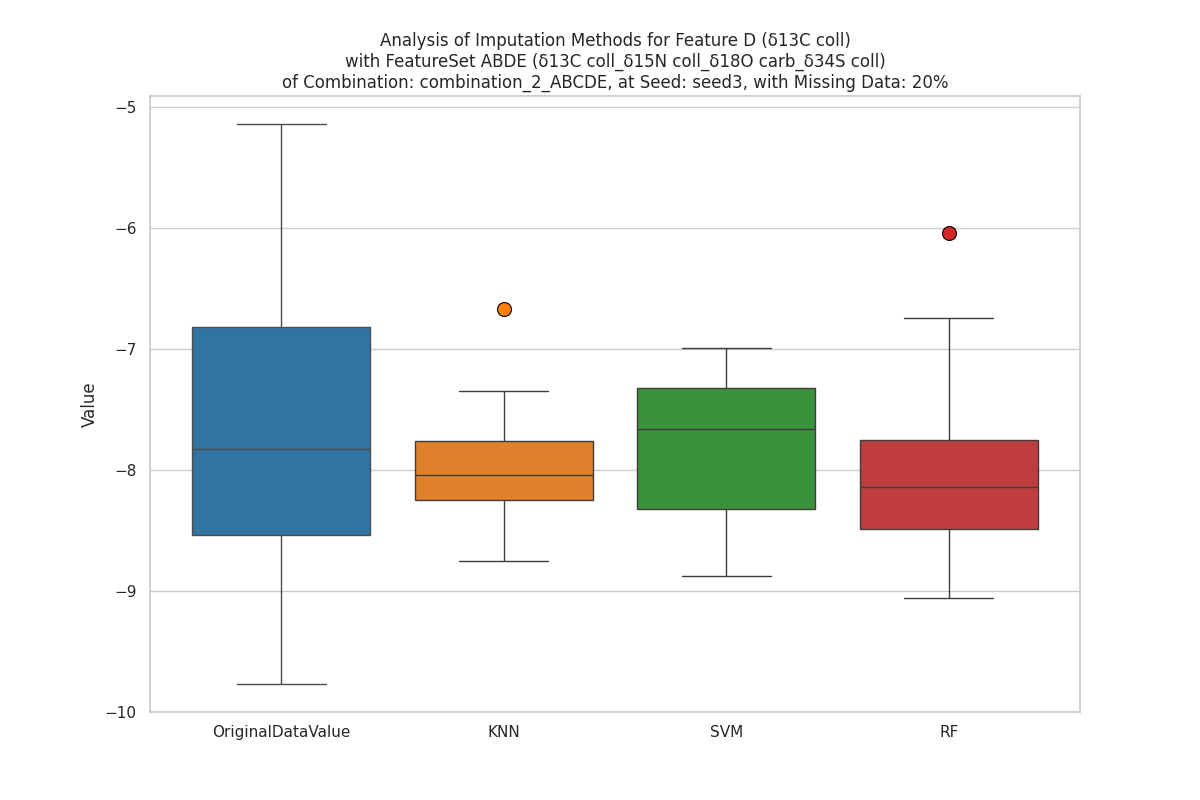 Analysis of Imputation Methods for Feature D (δ13C coll)
with FeatureSet ABDE (δ13C coll_δ15N coll_δ18O carb_δ34S coll)
of Combination: combination_2_ABCDE, at Seed: seed3, with Missing Data: 20%
−5
−6
−7
−8
−9
−10
Value
OriginalDataValue
KNN
SVM
RF